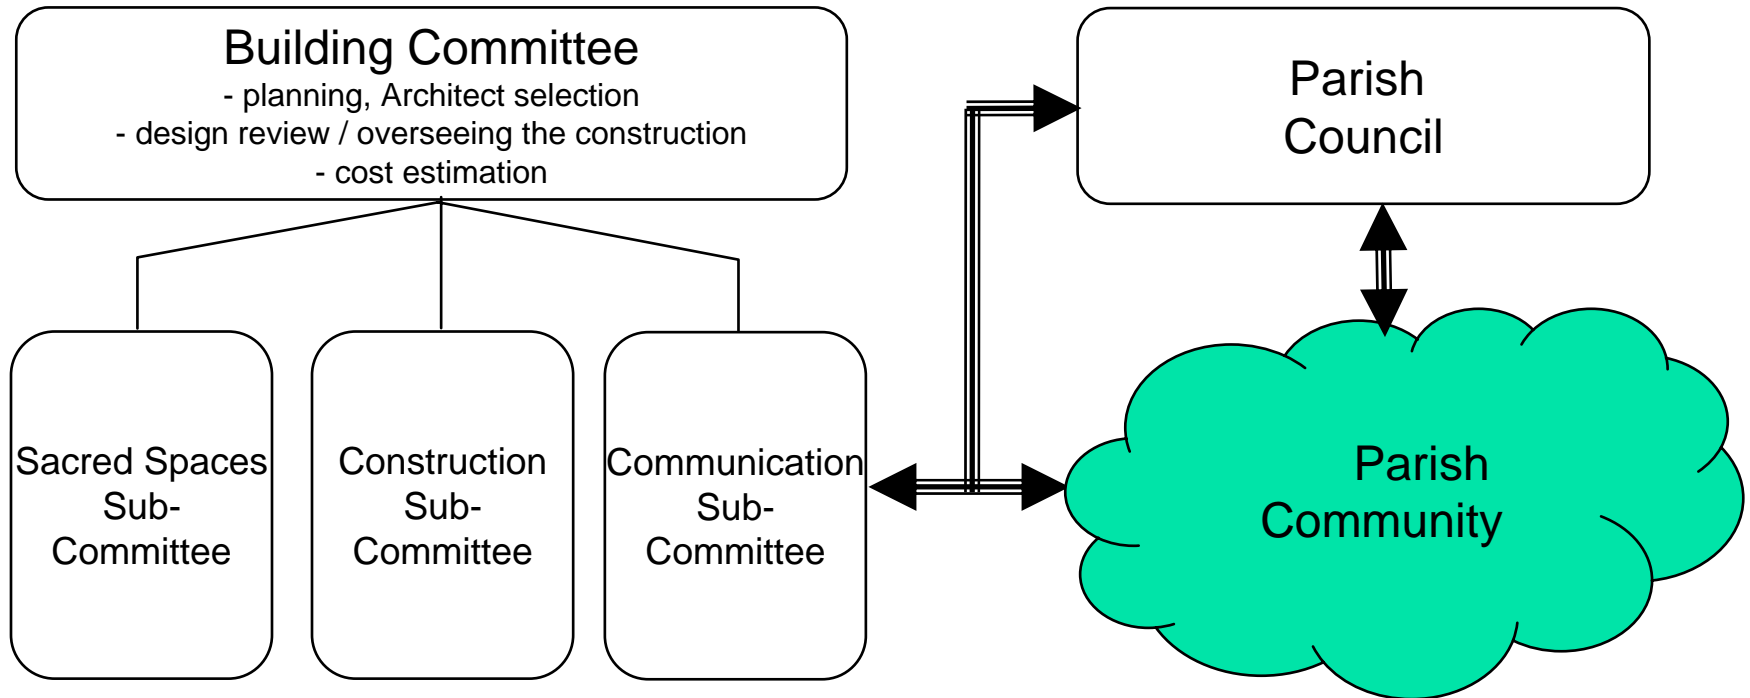 Building Committee
- planning, Architect selection
- design review / overseeing the construction
- cost estimation
Parish
Council
Sacred Spaces
Sub-
Committee
Construction
Sub-
Committee
Communication
Sub-
Committee
Parish
Community